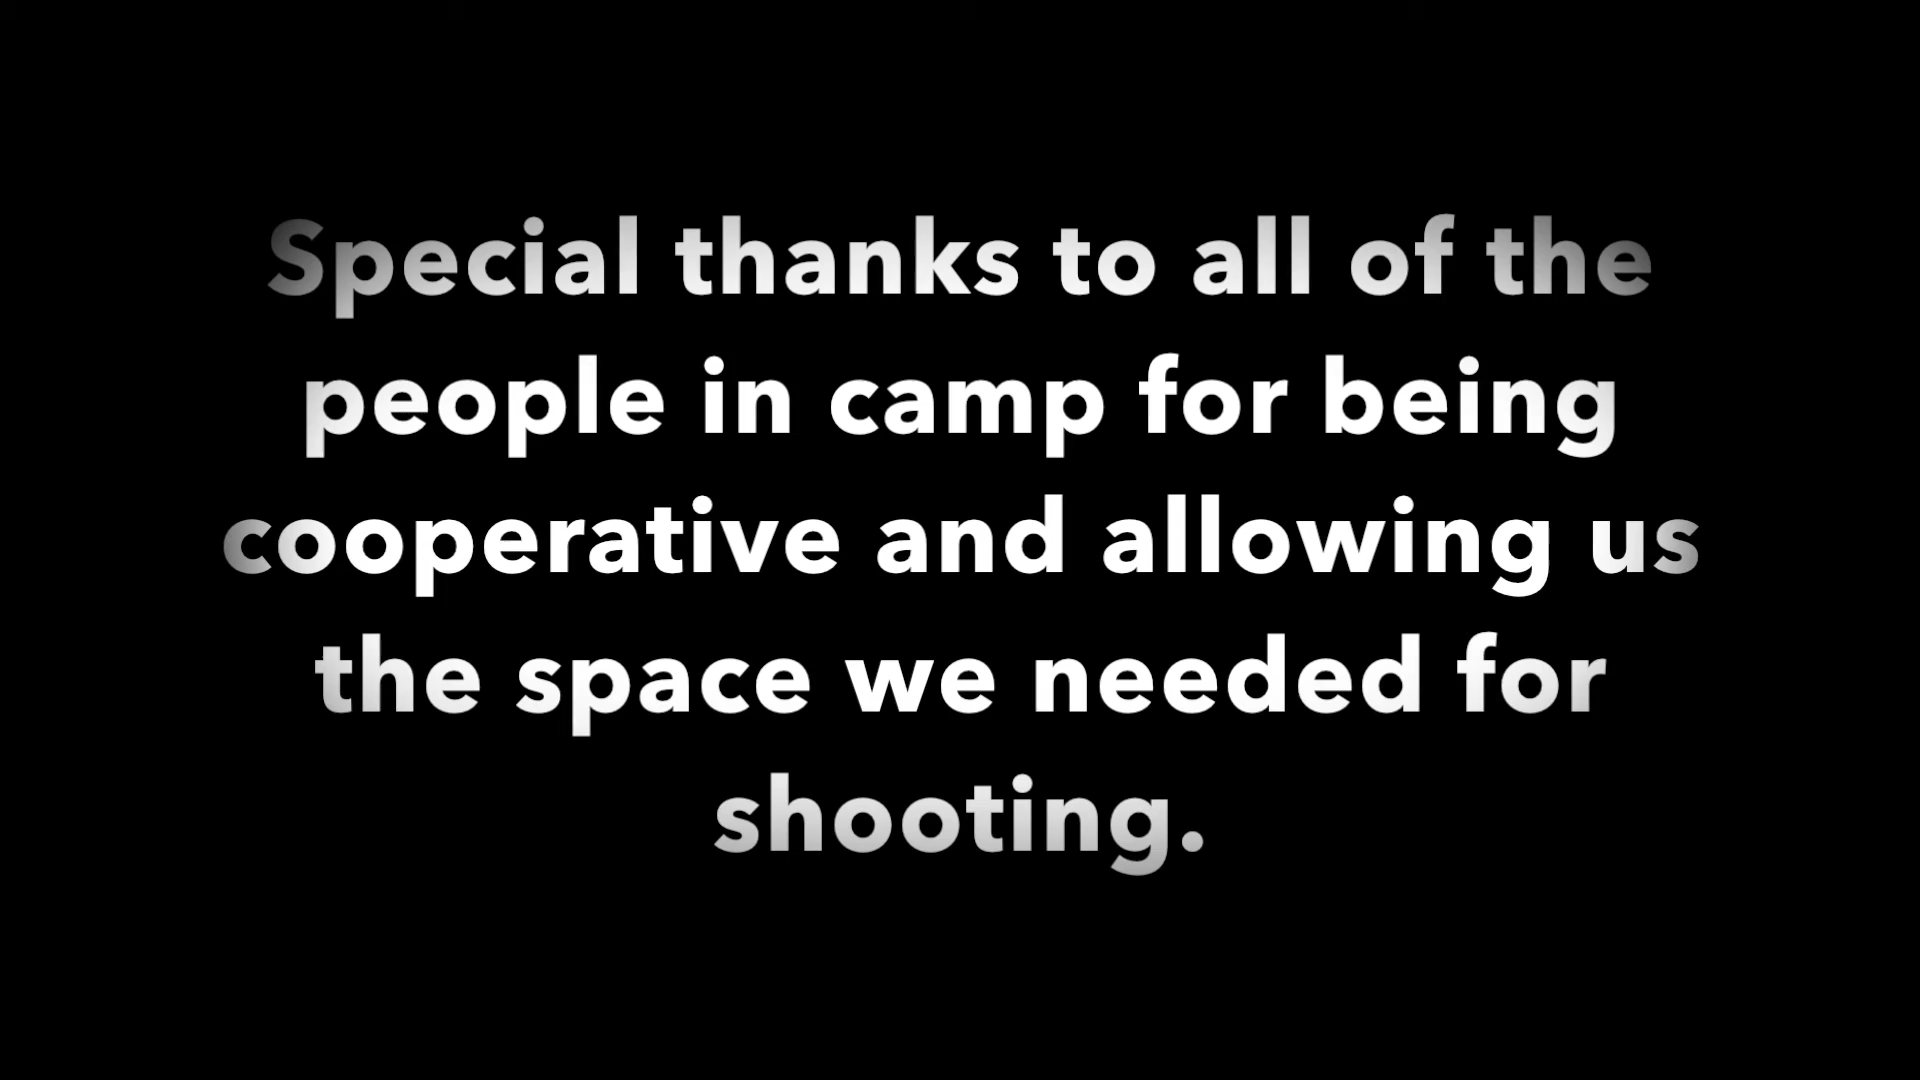 Special thanks to all of the
people in camp for being
cooperative and allowing us
the space we needed for
shooting.